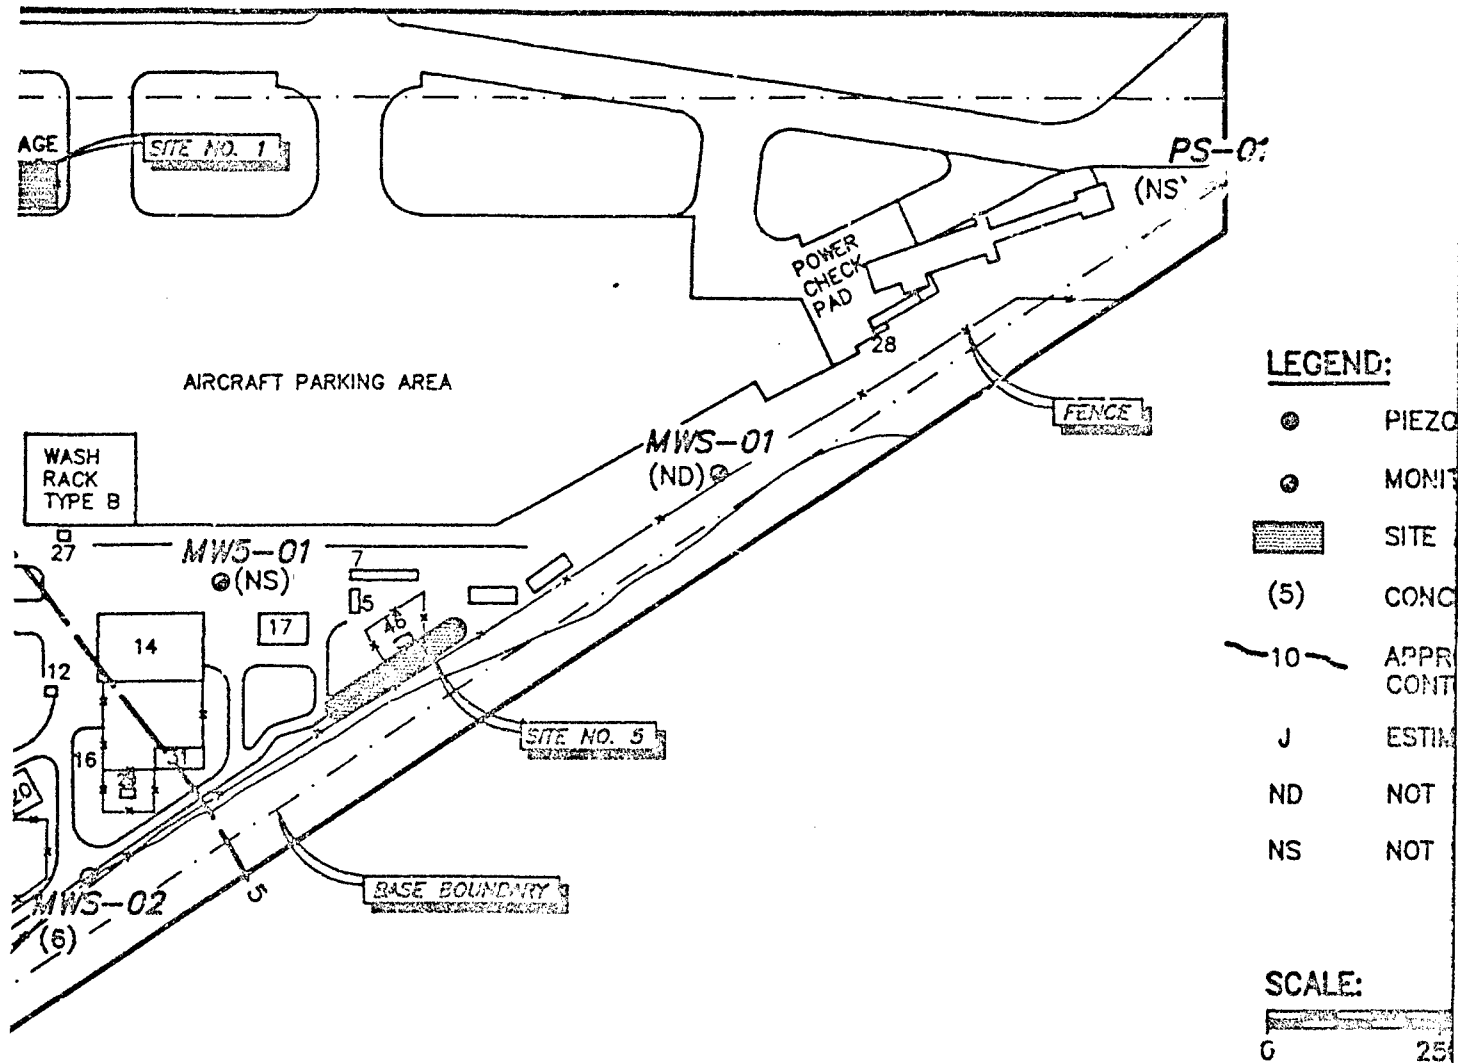 AGE
SITE NO. 1
PS-01
(NS)
POWER
CHECK
PAD
28
AIRCRAFT PARKING AREA
FENCE
MWS-01
(ND)
WASH
RACK
TYPE B
27
MW5-01
(NS)
7
5
46
17
14
12
16
31
20
SITE NO. 5
BASE BOUNDARY
5
MWS-02
(6)
LEGEND:
PIEZO
MONIT
SITE
(5) CONC
10 APPR
CONT
J ESTIM
ND NOT
NS NOT
SCALE:
0 25